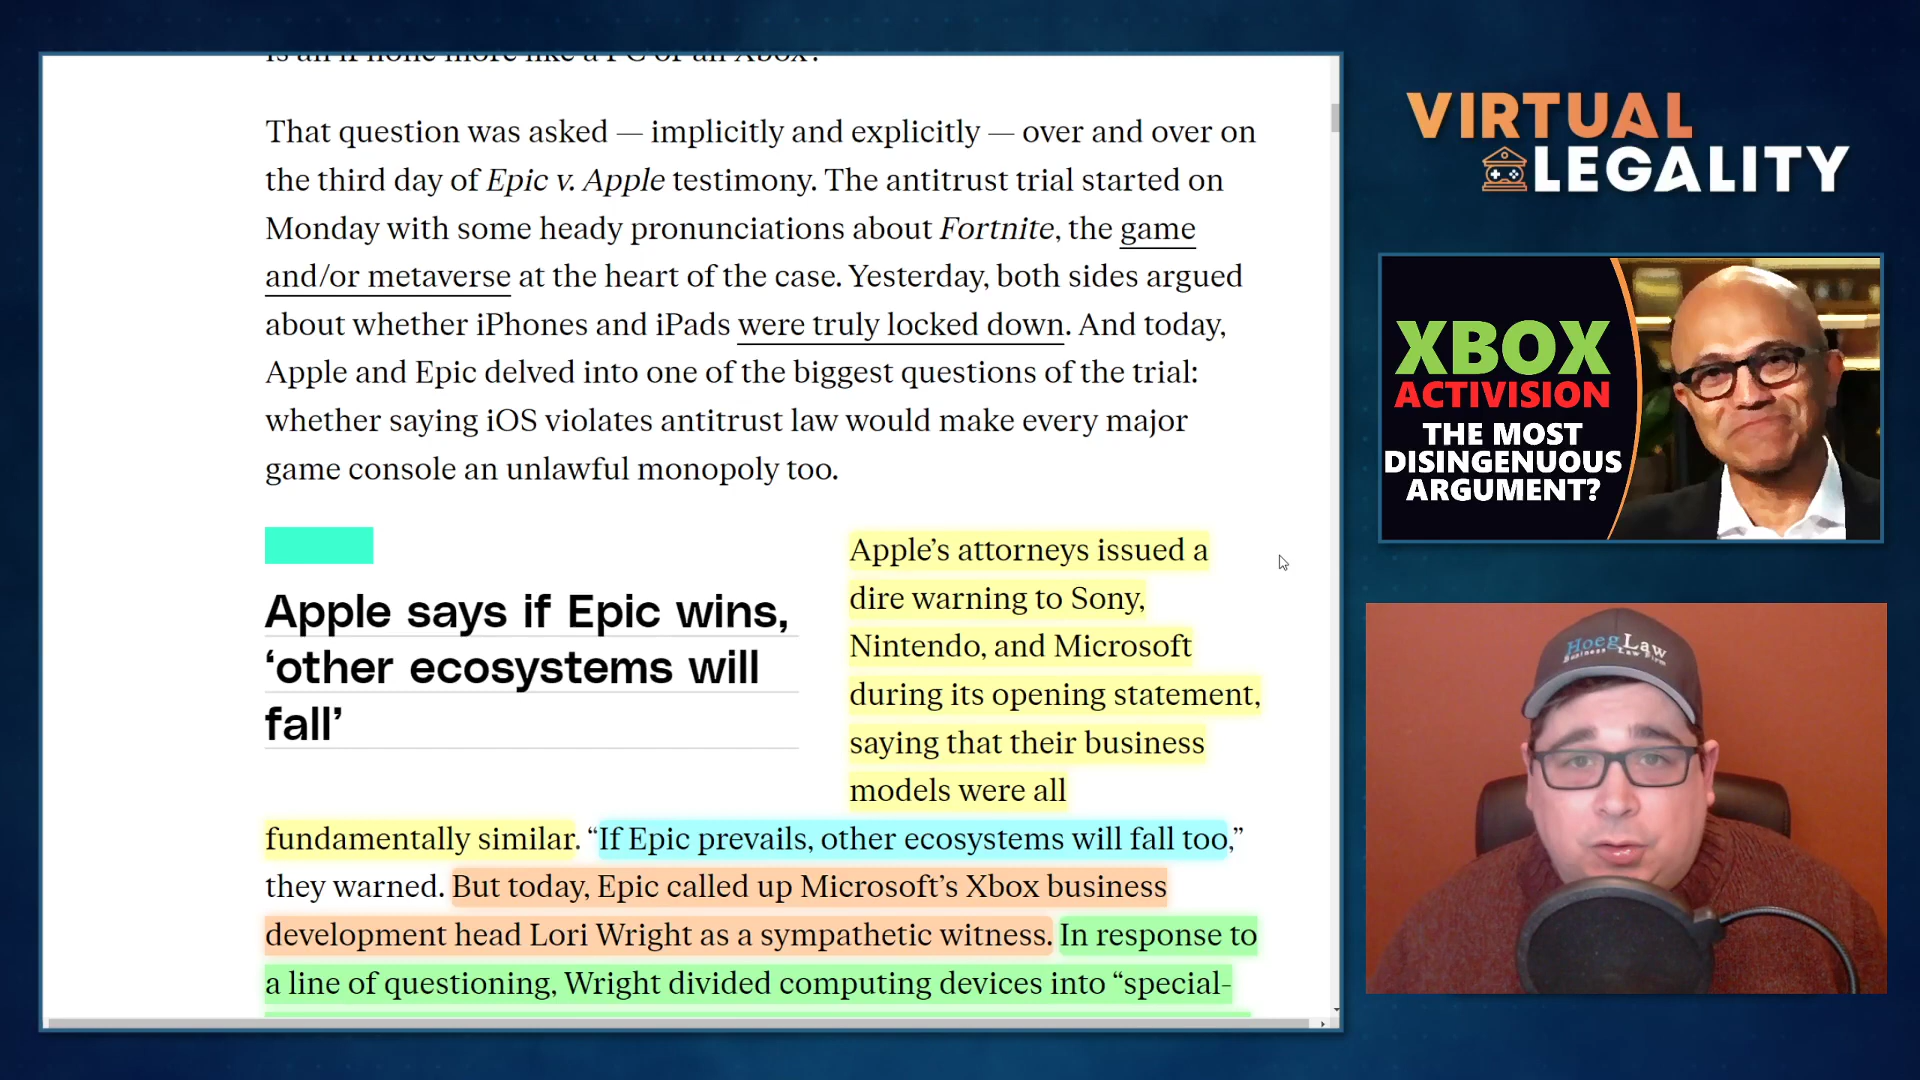 That question was asked — implicitly and explicitly — over and over on
the third day of Epic v. Apple testimony. The antitrust trial started on
Monday with some heady pronunciations about Fortnite, the game
and/or metaverse at the heart of the case. Yesterday, both sides argued
about whether iPhones and iPads were truly locked down. And today,
Apple and Epic delved into one of the biggest questions of the trial:
whether saying iOS violates antitrust law would make every major
game console an unlawful monopoly too.
Apple says if Epic wins,
‘other ecosystems will
fall’
Apple’s attorneys issued a
dire warning to Sony,
Nintendo, and Microsoft
during its opening statement,
saying that their business
models were all
fundamentally similar. “If Epic prevails, other ecosystems will fall too,”
they warned. But today, Epic called up Microsoft’s Xbox business
development head Lori Wright as a sympathetic witness. In response to
a line of questioning, Wright divided computing devices into “special-
VIRTUAL
LEGALITY
XBOX
ACTIVISION
THE MOST
DISINGENUOUS
ARGUMENT?
HoegLaw
Business Law Firm